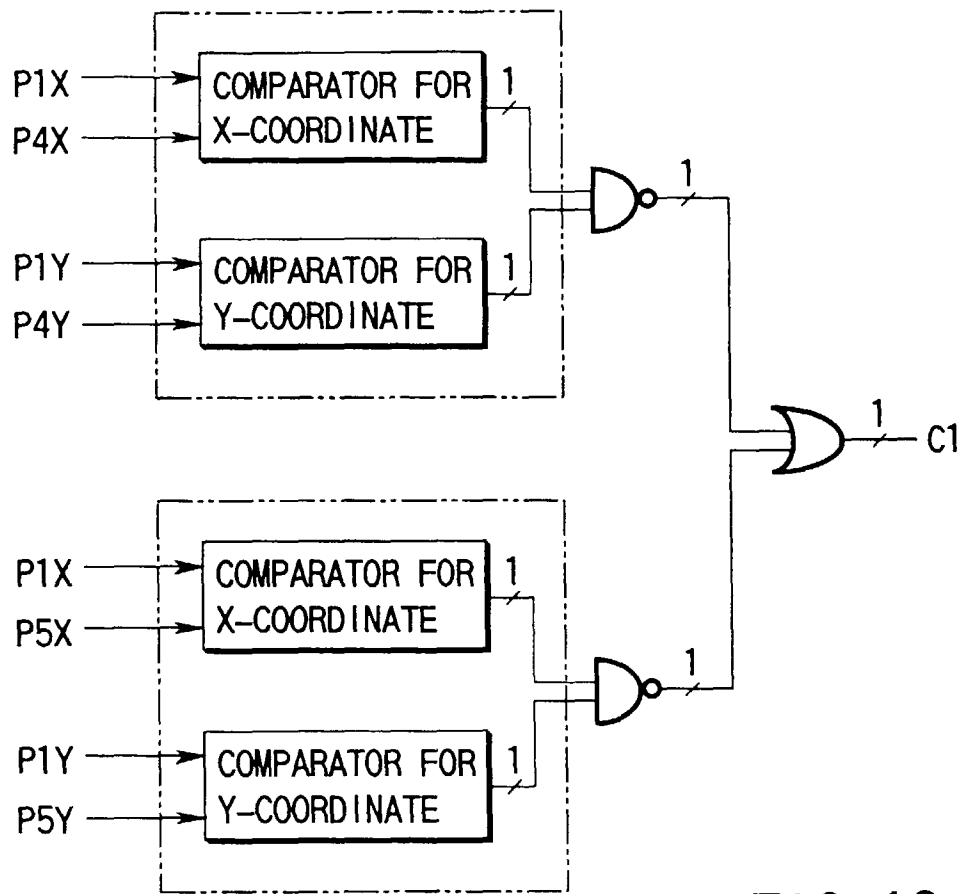 P1X
P4X
COMPARATOR FOR
X-COORDINATE
1
P1Y
P4Y
COMPARATOR FOR
Y-COORDINATE
1
1
1
C1
P1X
P5X
COMPARATOR FOR
X-COORDINATE
1
P1Y
P5Y
COMPARATOR FOR
Y-COORDINATE
1
1